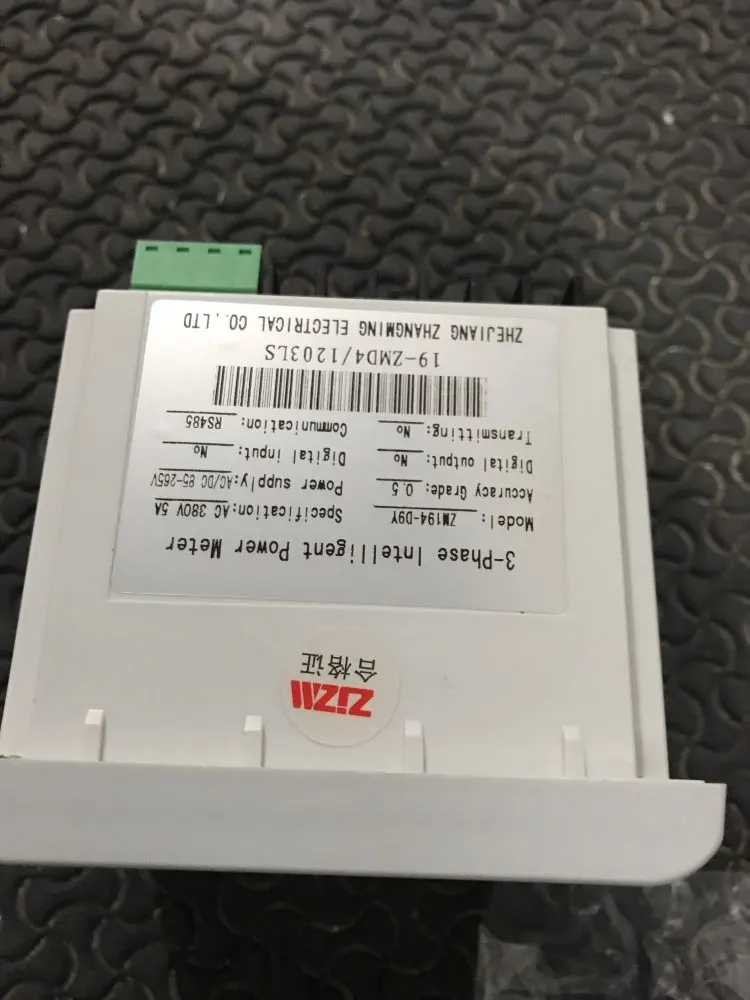 3-Phase Intelligent Power Meter
Model: ZM194-D9Y Specification: AC 380V 5A
Accuracy Grade: 0.5 Power supply: AC/DC 85-265V
Digital output: No Digital input: No
Transmitting: No Communication: RS485
19-ZMD4/1203LS
ZHEJIANG ZHANGMING ELECTRICAL CO., LTD
ZIZM
合格证